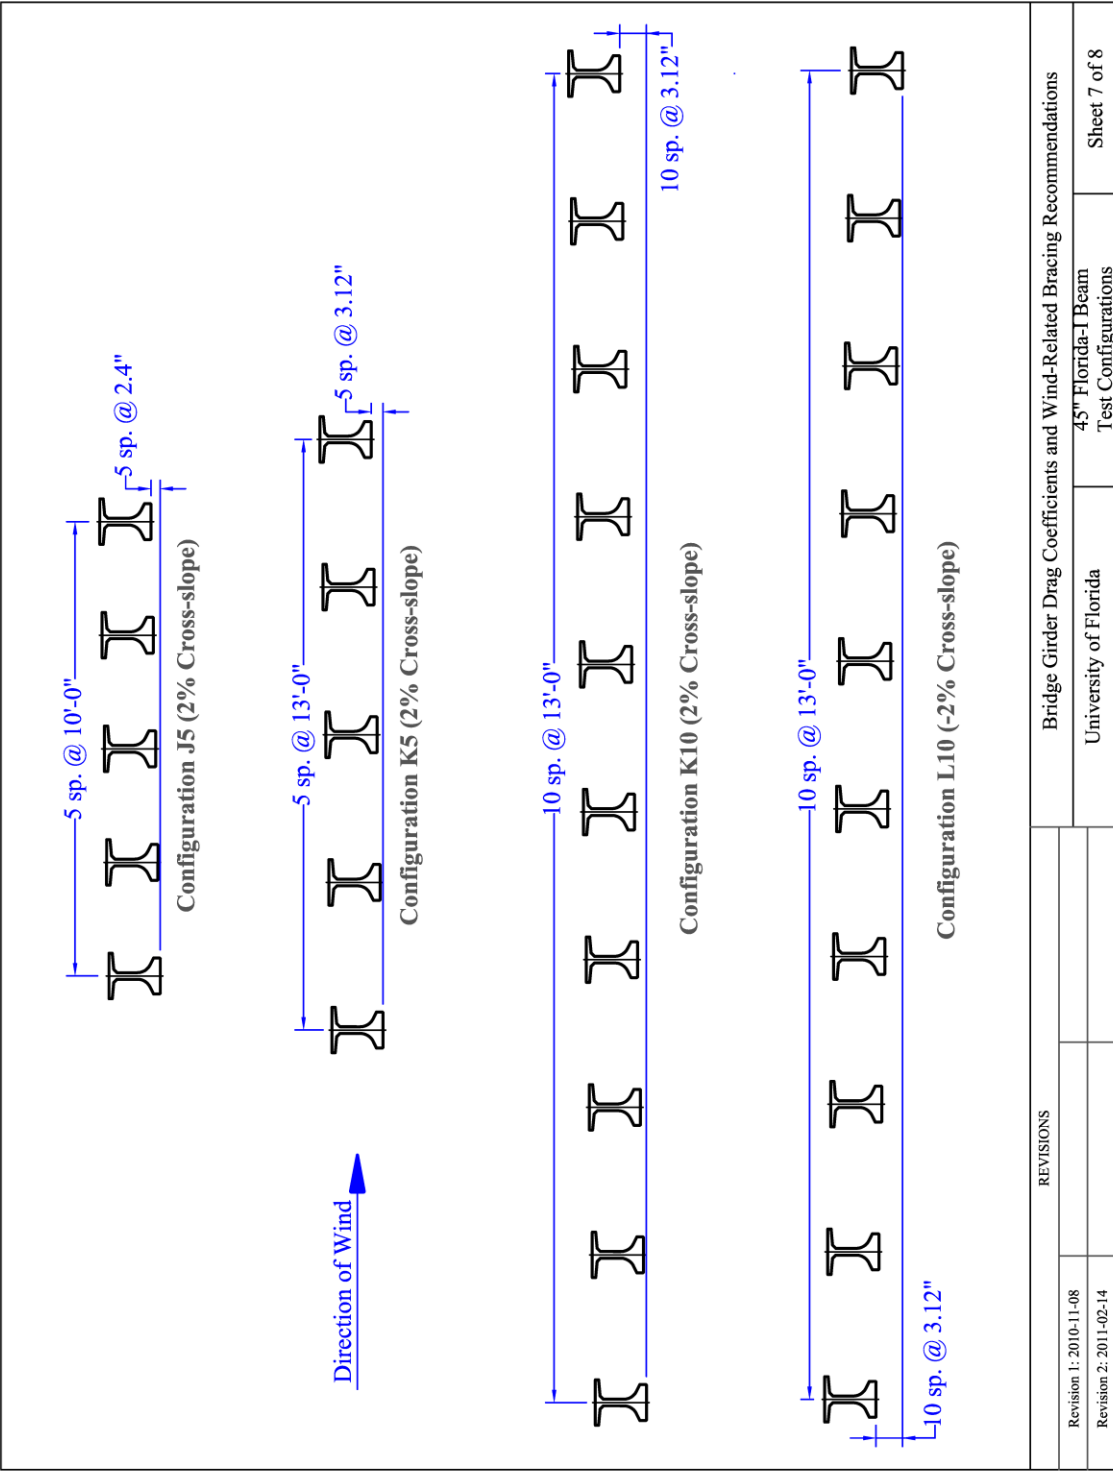 5 sp. @ 10'-0"
5 sp. @ 2.4"
Configuration J5 (2% Cross-slope)
5 sp. @ 13'-0"
5 sp. @ 3.12"
Configuration K5 (2% Cross-slope)
Direction of Wind
10 sp. @ 13'-0"
10 sp. @ 3.12"
Configuration K10 (2% Cross-slope)
10 sp. @ 13'-0"
10 sp. @ 3.12"
Configuration L10 (-2% Cross-slope)
REVISIONS
Revision 1: 2010-11-08
Revision 2: 2011-02-14
Bridge Girder Drag Coefficients and Wind-Related Bracing Recommendations
University of Florida
45" Florida-I Beam
Test Configurations
Sheet 7 of 8